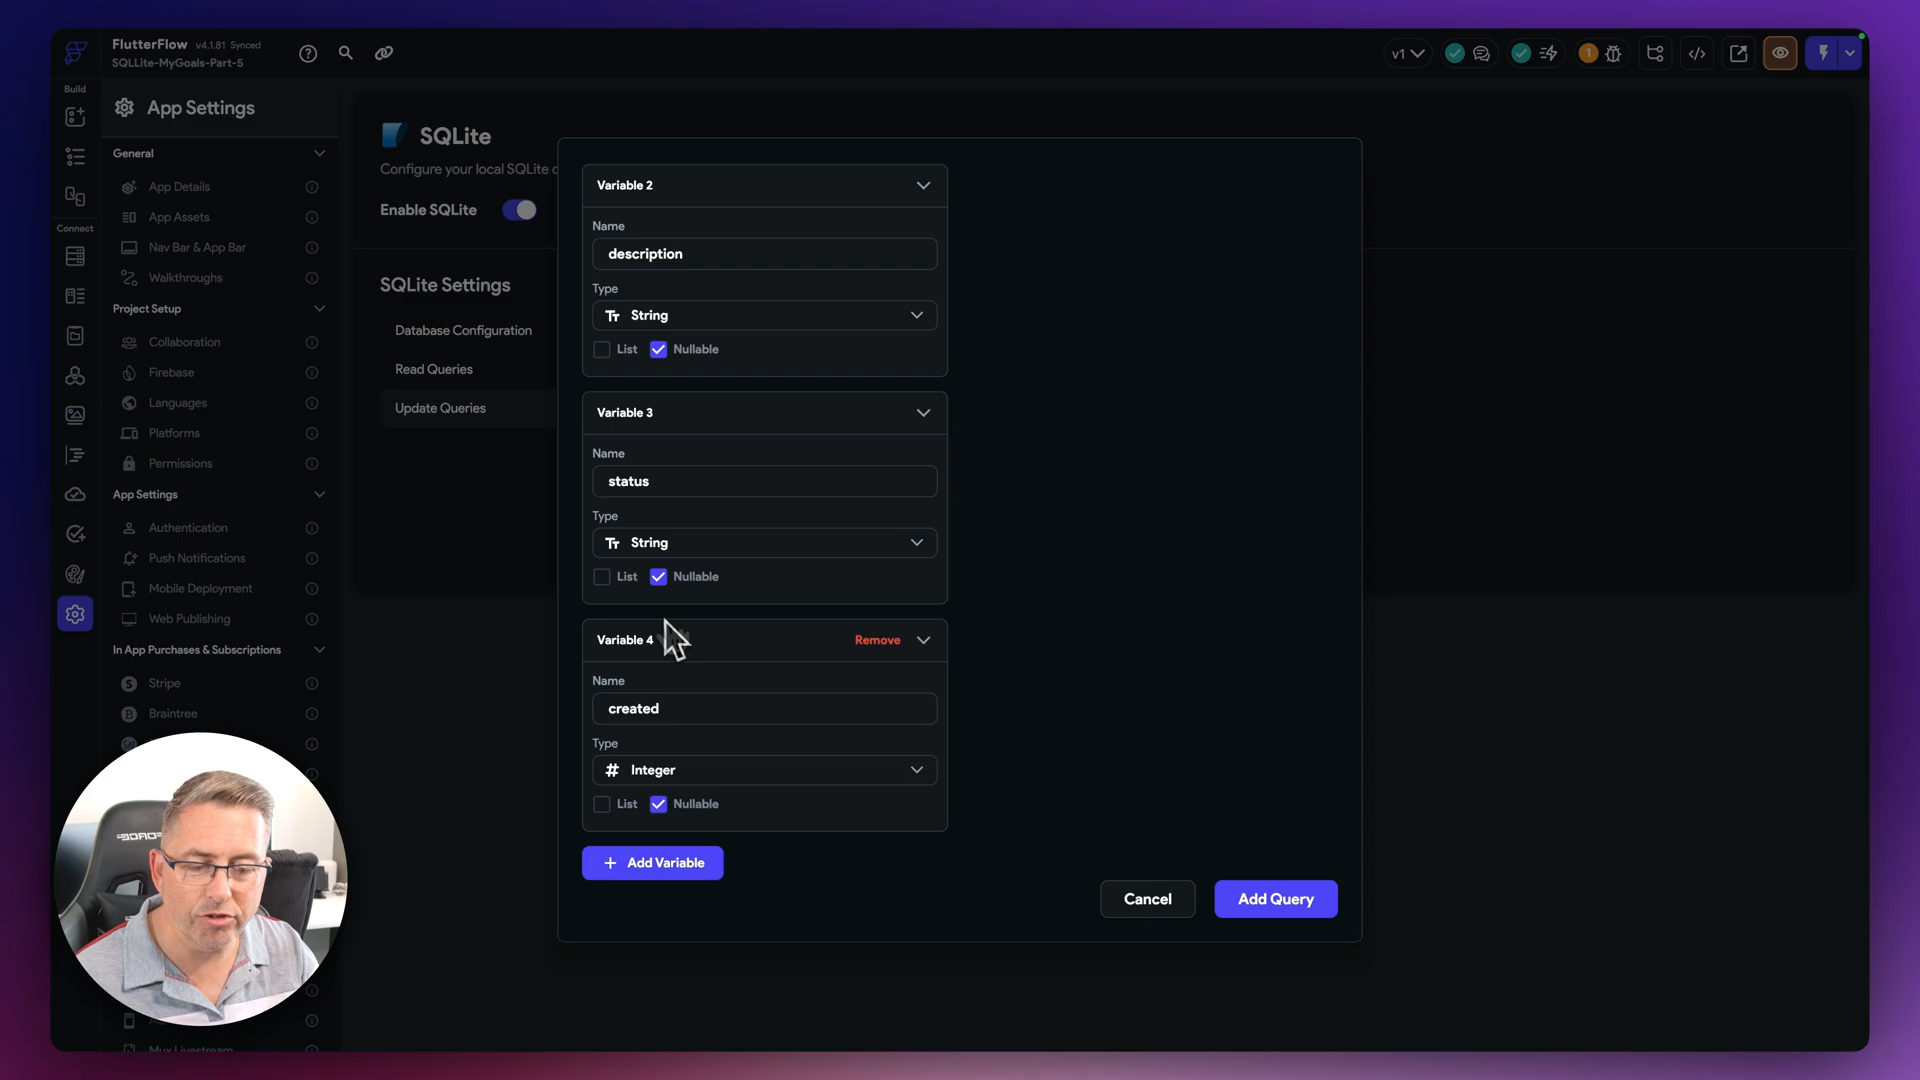 FlutterFlow v4.1.81 Synced
SQLLite-MyGoals-Part-5
v1
1
Build
Connect
App Settings
General
App Details
App Assets
Nav Bar & App Bar
Walkthroughs
Project Setup
Collaboration
Firebase
Languages
Platforms
Permissions
App Settings
Authentication
Push Notifications
Mobile Deployment
Web Publishing
In App Purchases & Subscriptions
Stripe
Braintree
Mux Livestream
SQLite
Configure your local SQLite
Enable SQLite
SQLite Settings
Database Configuration
Read Queries
Update Queries
Variable 2
Name
description
Type
String
List Nullable
Variable 3
Name
status
Type
String
List Nullable
Variable 4 Remove
Name
created
Type
Integer
List Nullable
+ Add Variable
Cancel Add Query